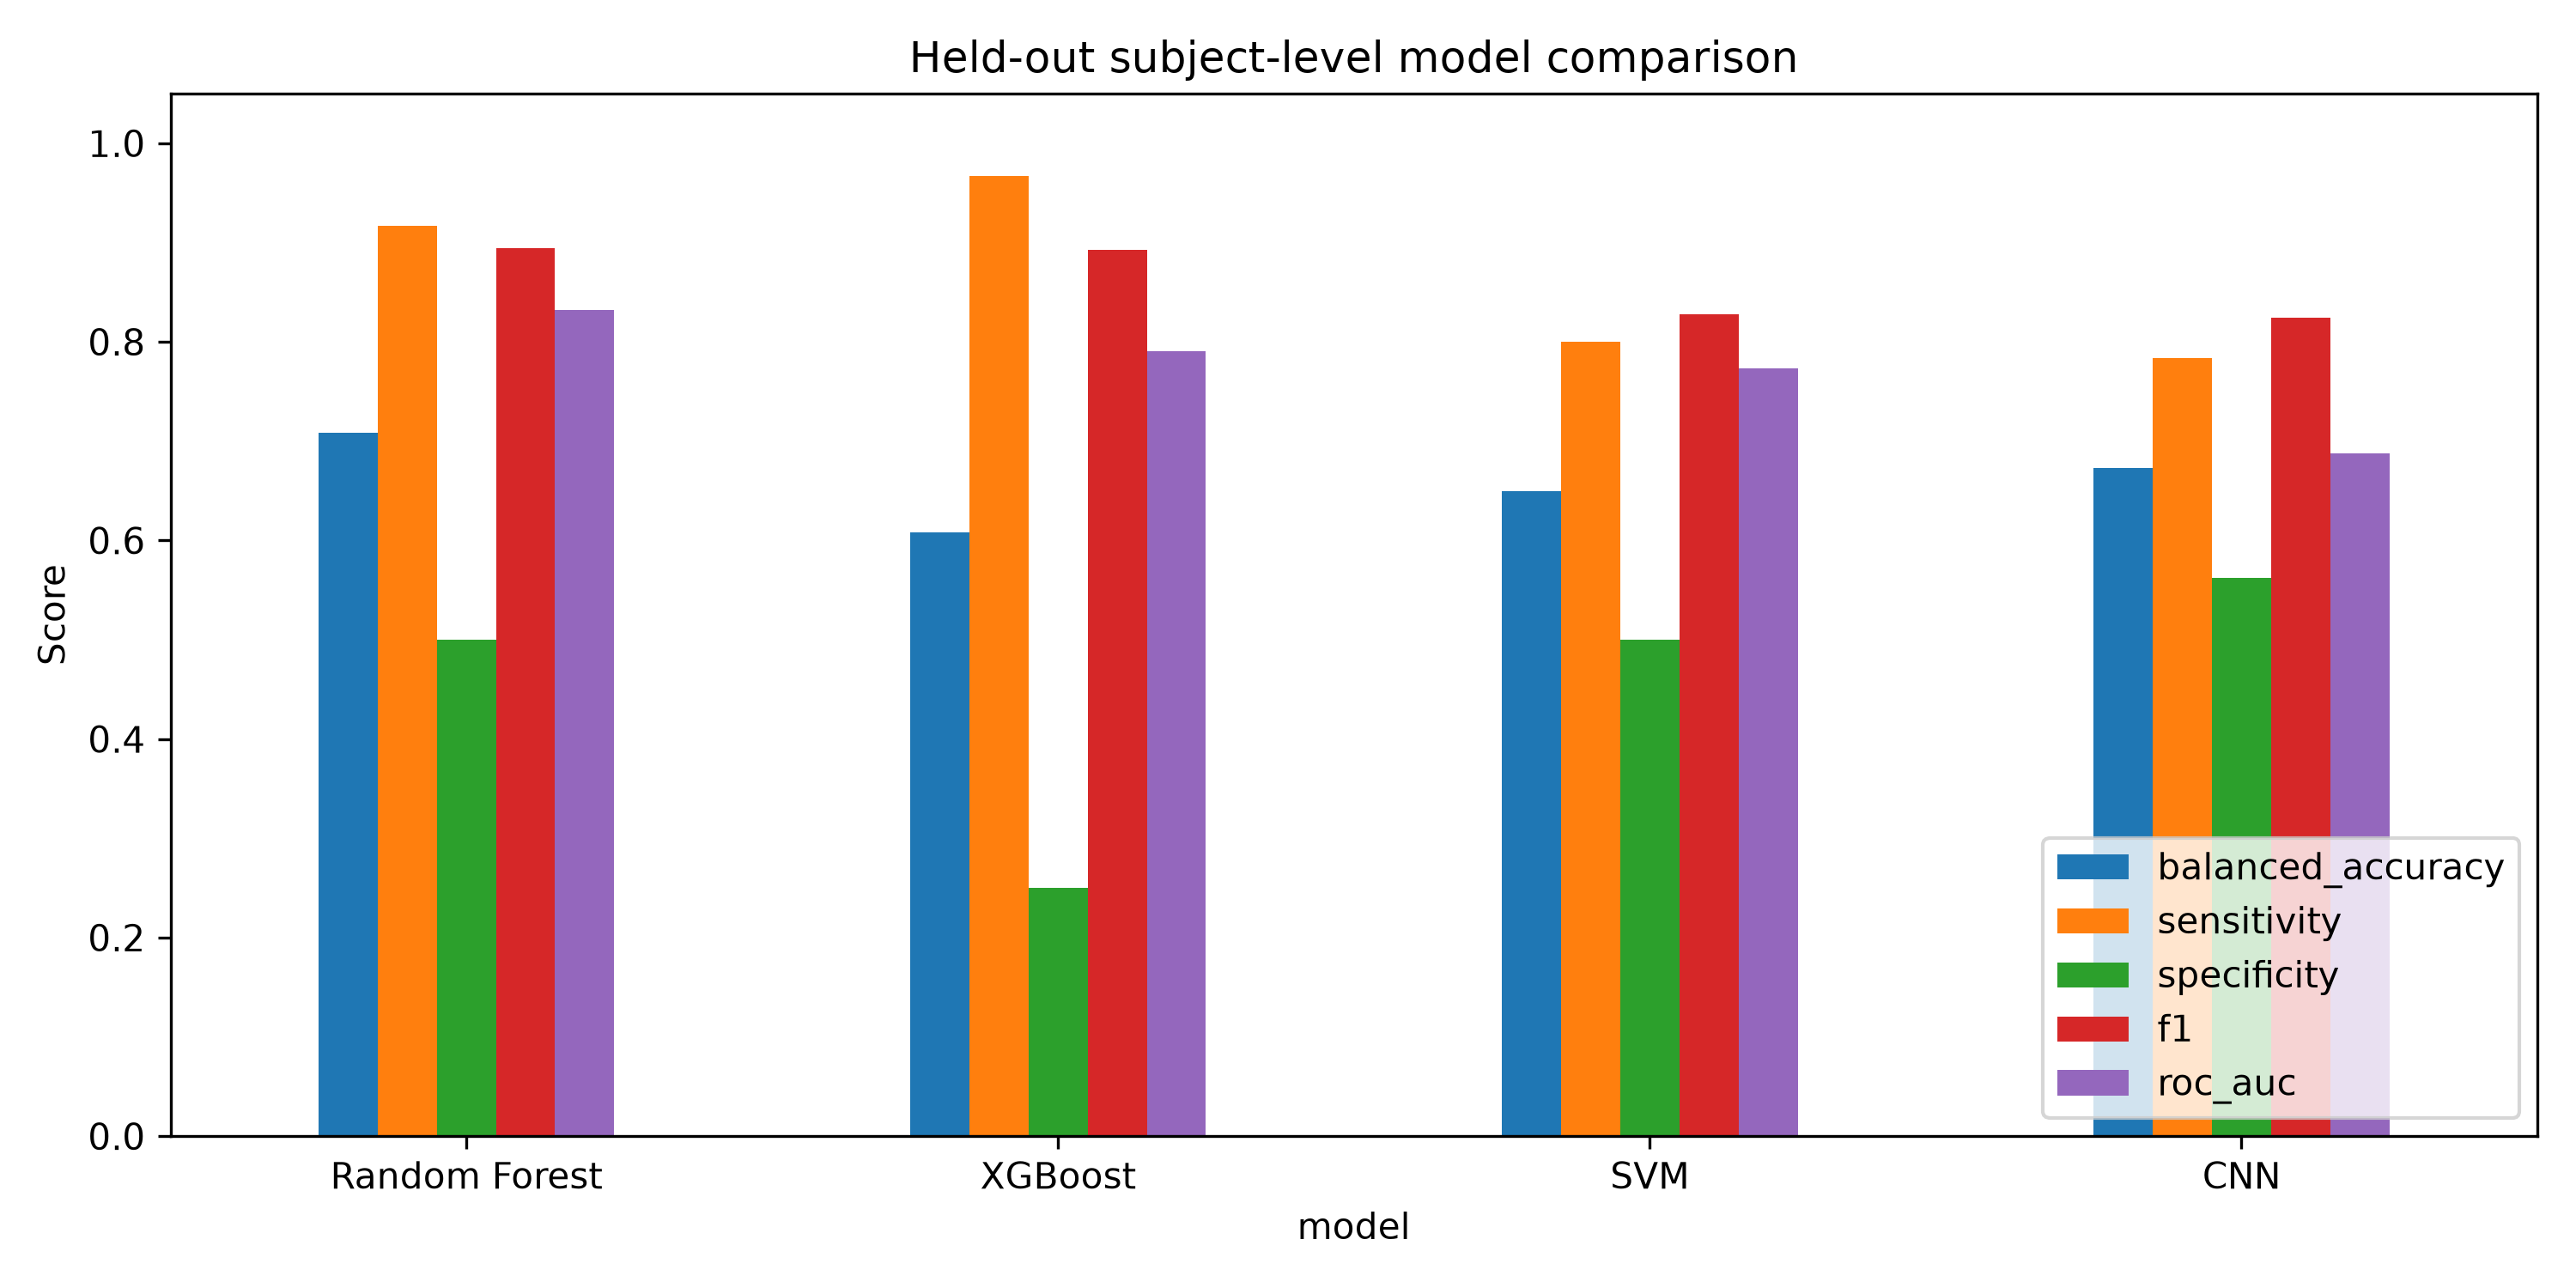 Held-out subject-level model comparison
Score
1.0
0.8
0.6
0.4
0.2
0.0
balanced_accuracy
sensitivity
specificity
f1
roc_auc
Random Forest
XGBoost
SVM
CNN
model